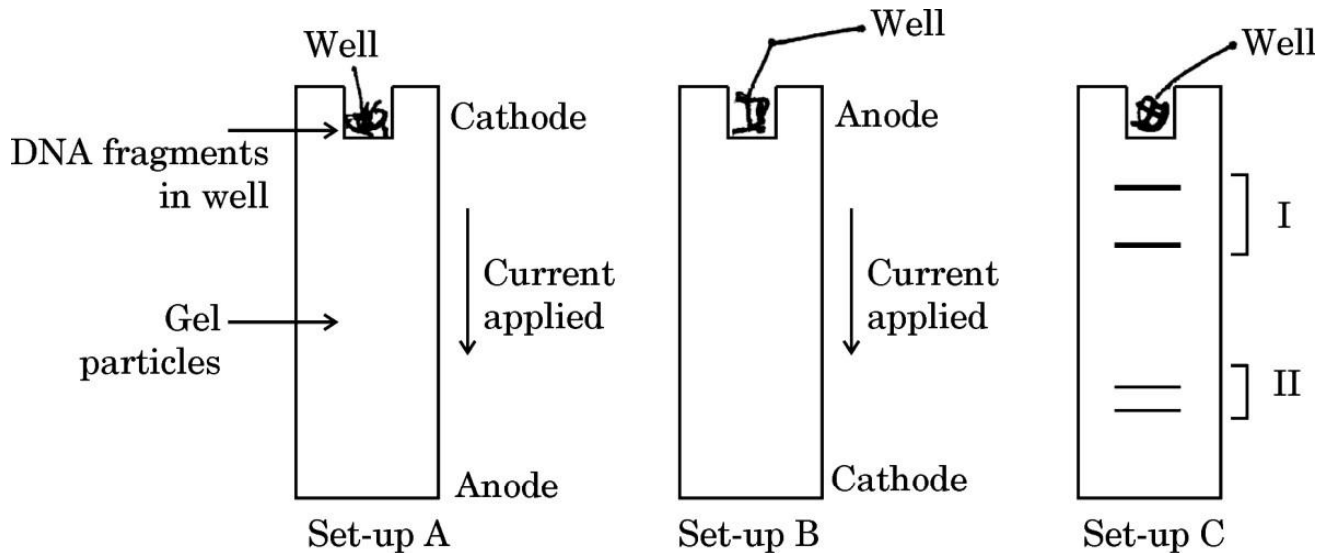 Well
DNA fragments
in well
Cathode
Current
applied
Gel
particles
Anode
Set-up A
Well
Anode
Current
applied
Cathode
Set-up B
Well
I
II
Set-up C